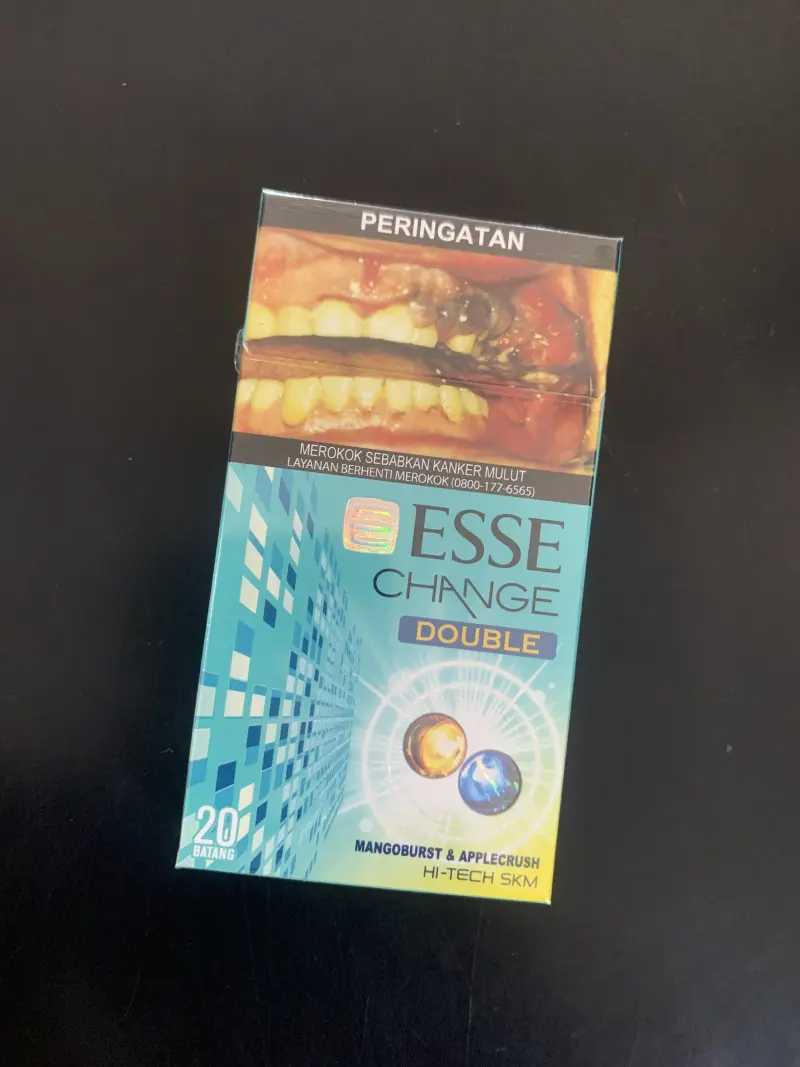 PERINGATAN
MEROKOK SEBABKAN KANKER MULUT
LAYANAN BERHENTI MEROKOK (0800-177-6565)
ESSE
CHANGE
DOUBLE
20
BATANG
MANGOBURST & APPLECRUSH
HI-TECH SKM